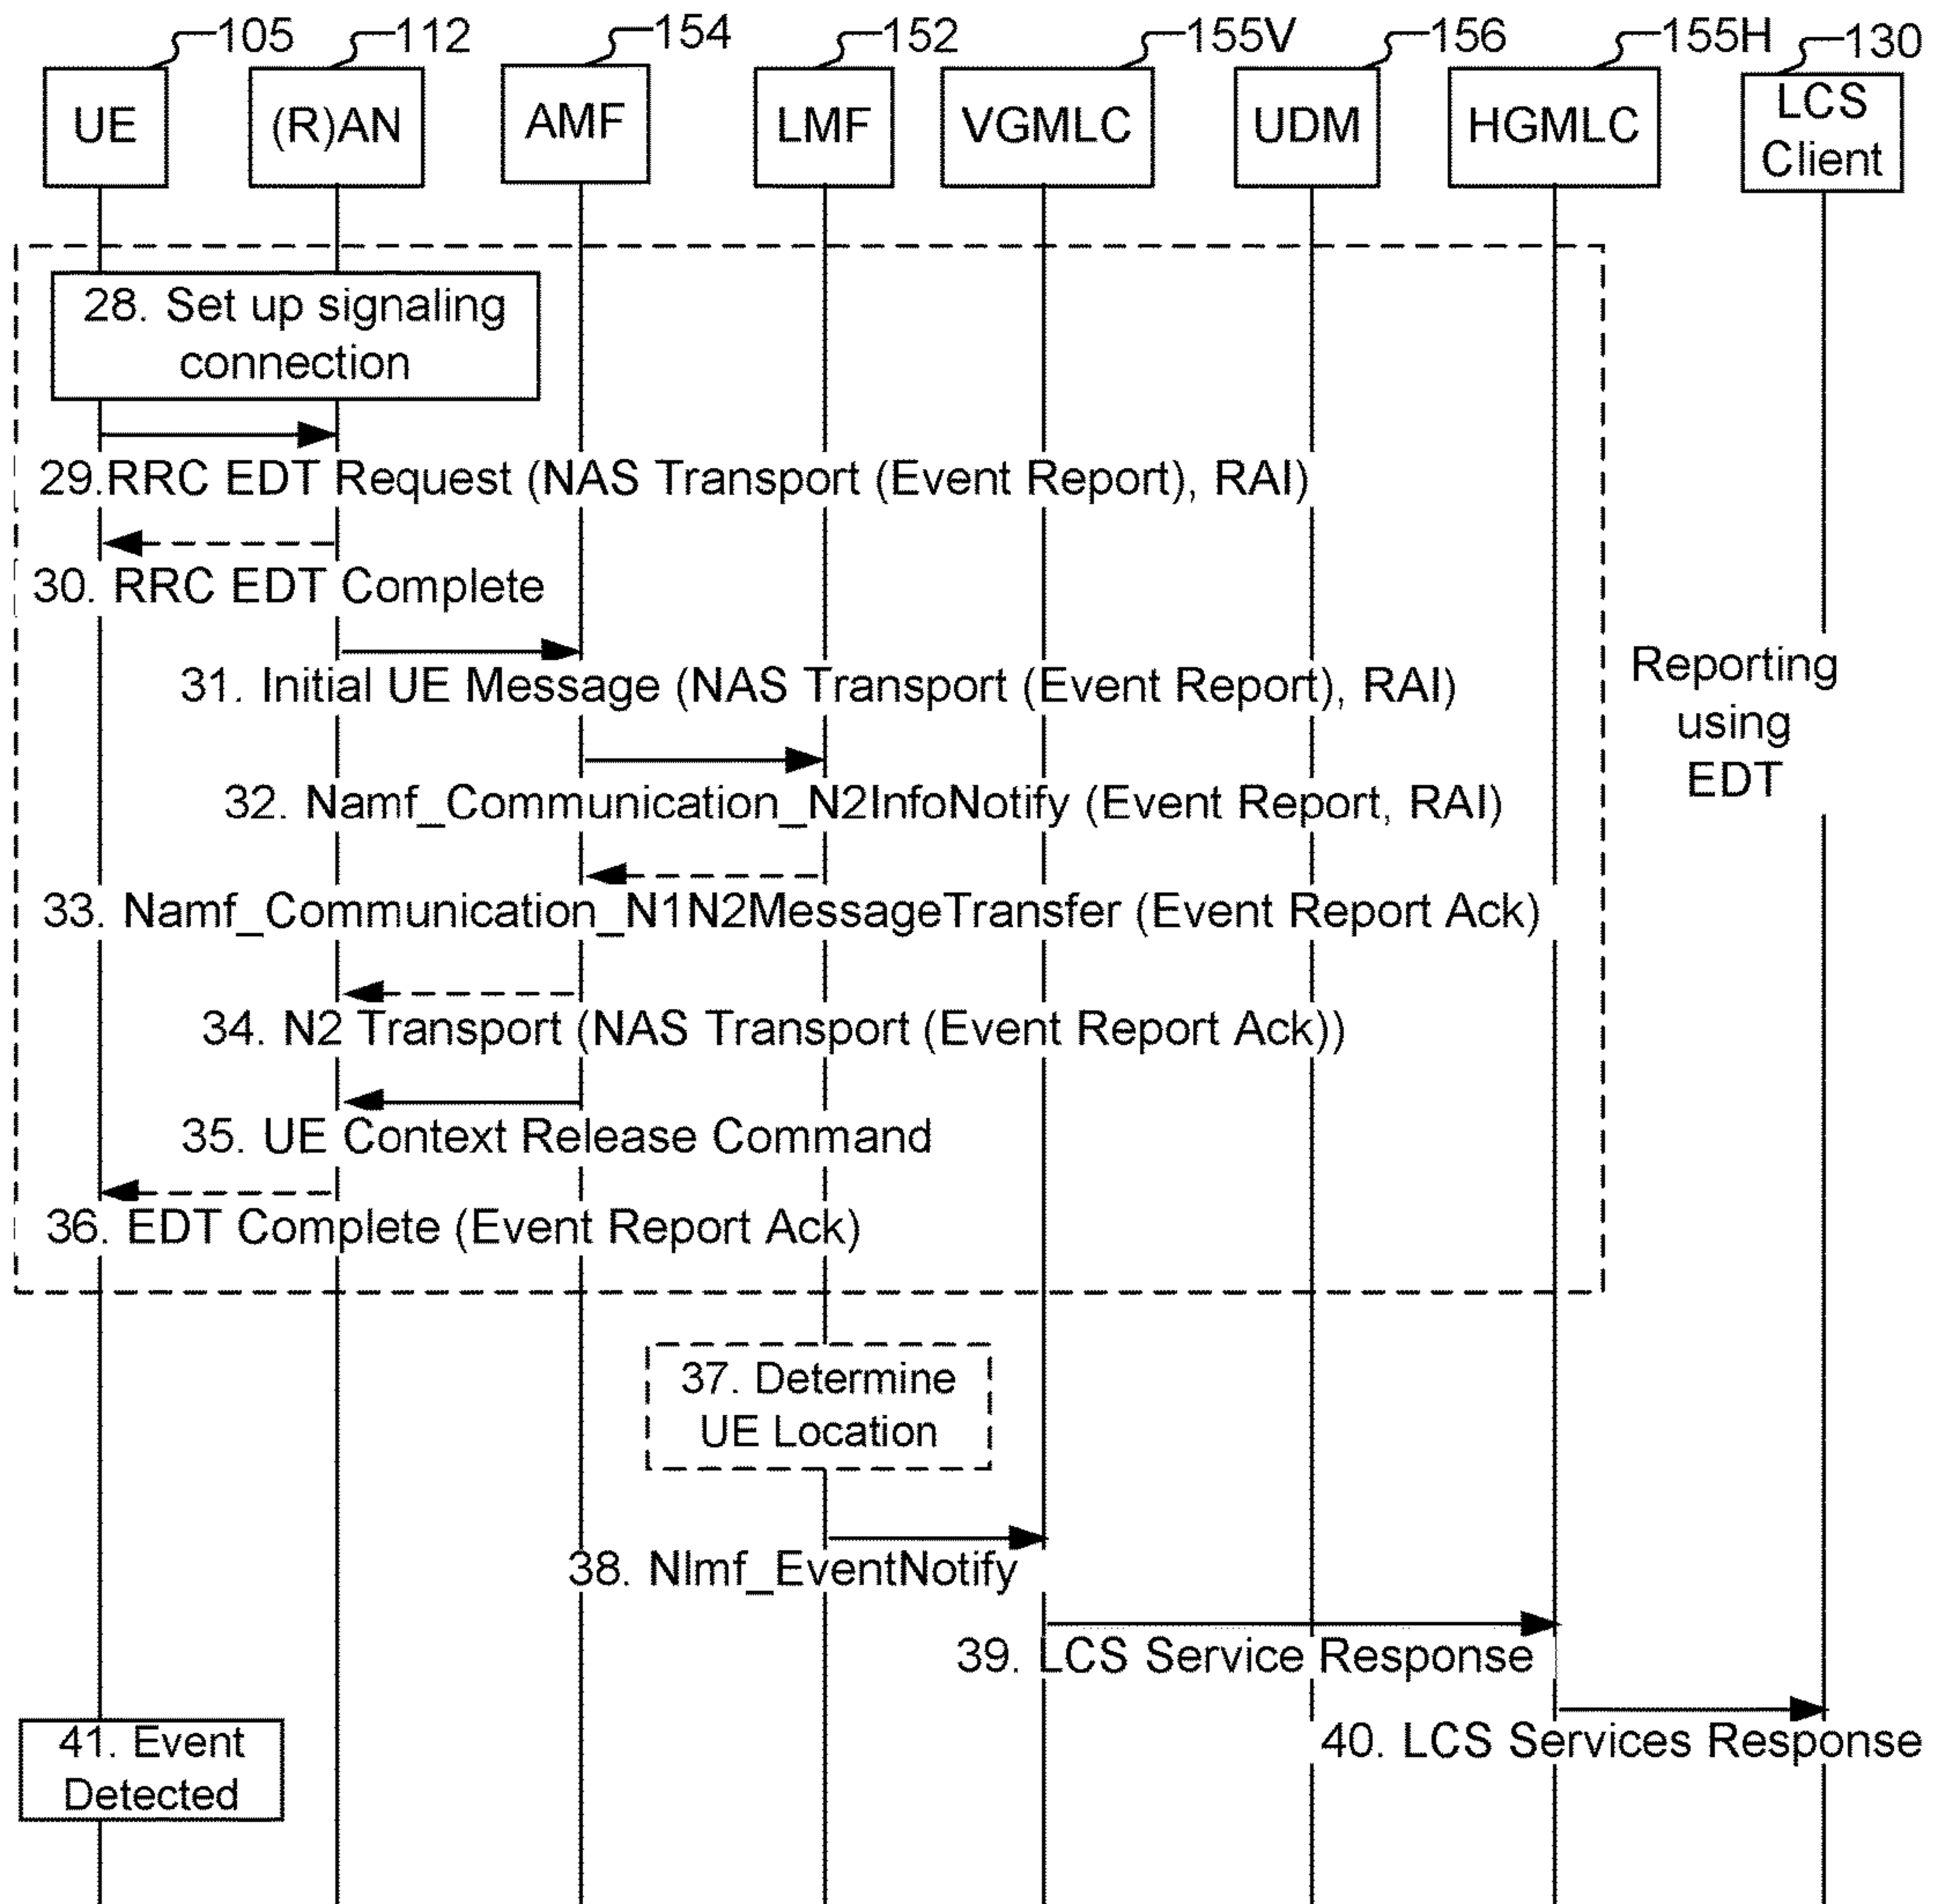 105
112
154
152
155V
156
155H
130
UE
(R)AN
AMF
LMF
VGMLC
UDM
HGMLC
LCS
Client
28. Set up signaling
connection
29.RRC EDT Request (NAS Transport (Event Report), RAI)
30. RRC EDT Complete
31. Initial UE Message (NAS Transport (Event Report), RAI)
Reporting
using
EDT
32. Namf_Communication_N2InfoNotify (Event Report, RAI)
33. Namf_Communication_N1N2MessageTransfer (Event Report Ack)
34. N2 Transport (NAS Transport (Event Report Ack))
35. UE Context Release Command
36. EDT Complete (Event Report Ack)
37. Determine
UE Location
38. Nlmf_EventNotify
39. LCS Service Response
40. LCS Services Response
41. Event
Detected